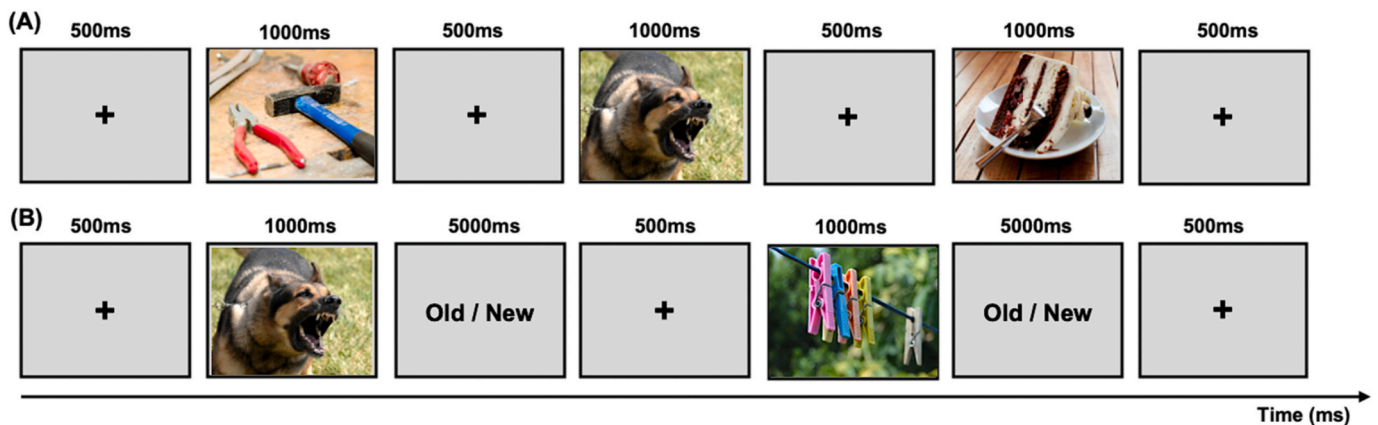 (A)
500ms 1000ms 500ms 1000ms 500ms 1000ms 500ms
(B)
500ms 1000ms 5000ms 500ms 1000ms 5000ms 500ms
Old / New Old / New
Time (ms)